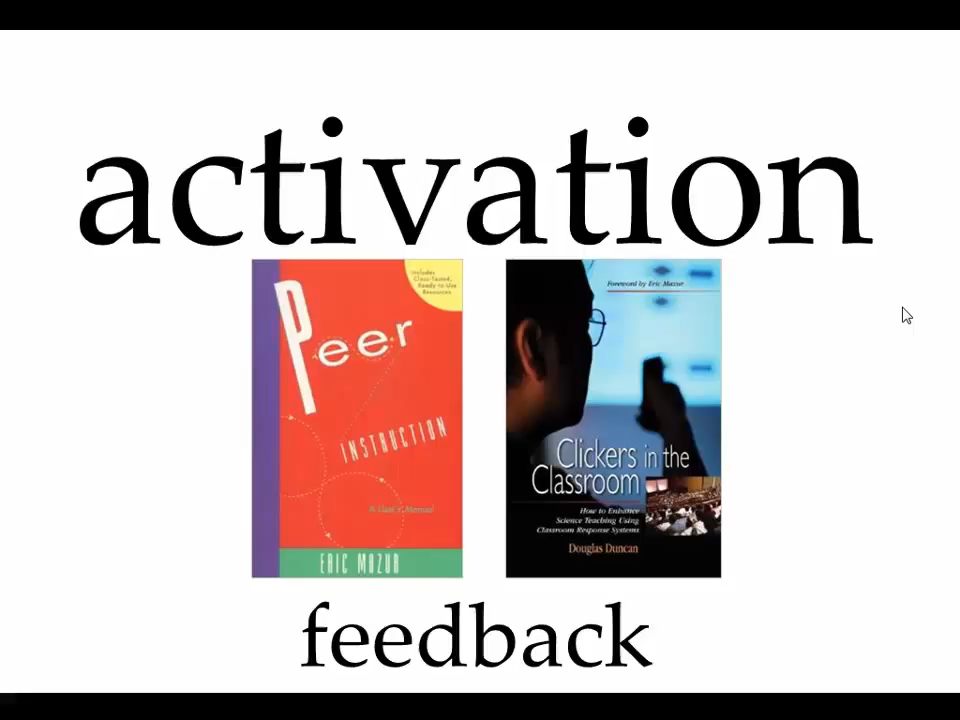 activation
Includes
Class-Tested,
Ready-to-Use
Resources
Peer
INSTRUCTION
A User's Manual
ERIC MAZUR
Foreword by Eric Mazur
Clickers in the
Classroom
How to Enhance
Science Teaching Using
Classroom Response Systems
Douglas Duncan
feedback